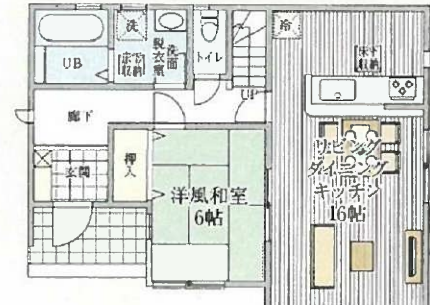 洗
冷
床下
収納
UB
床下
収納
洗面
脱衣室
トイレ
UP
廊下
玄関
押入
洋風和室
6帖
リビング
ダイニング
キッチン
16帖